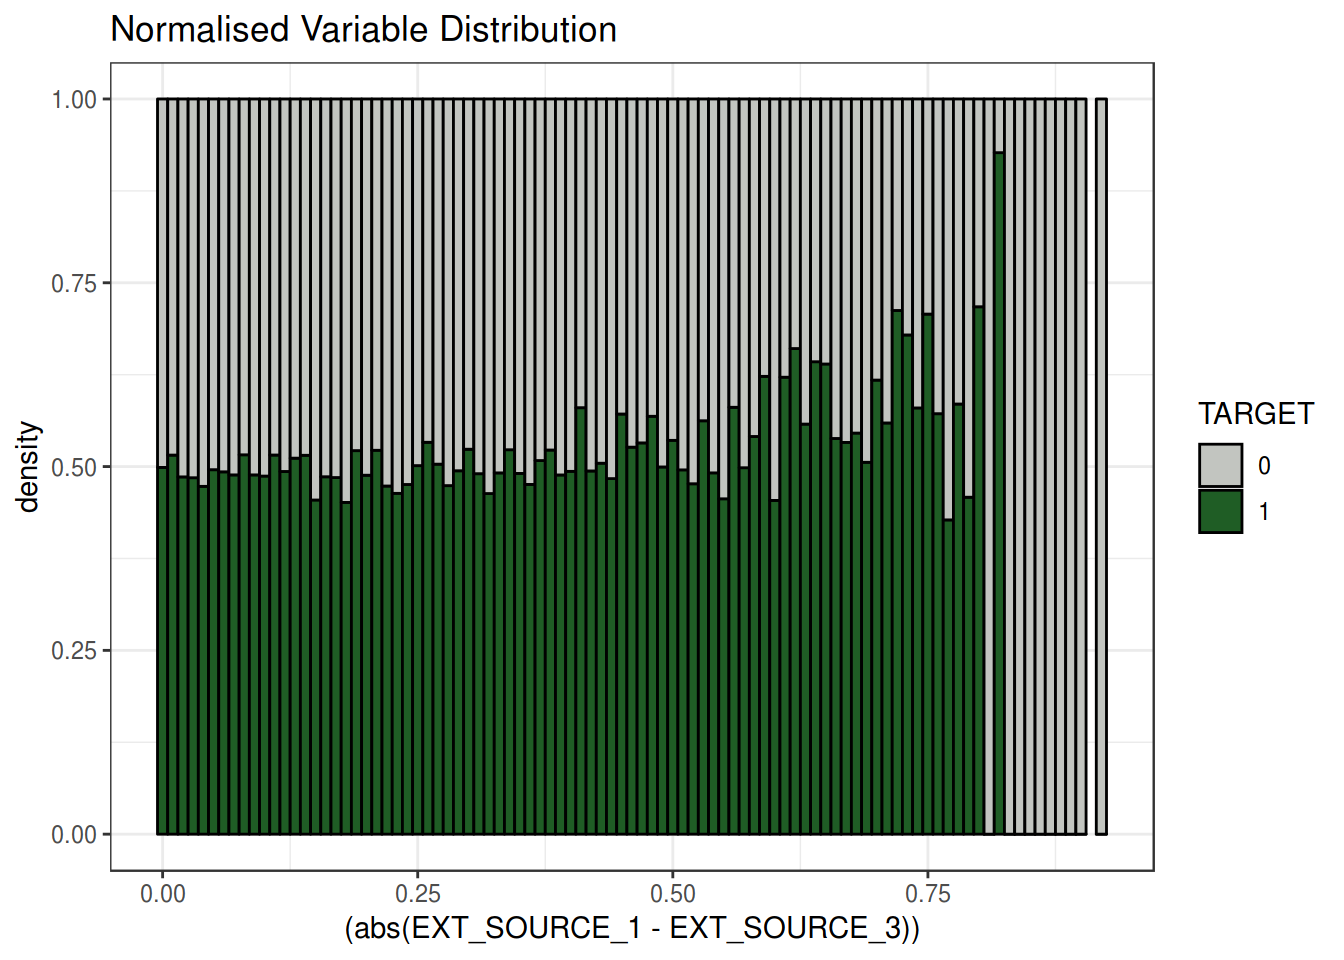 Normalised Variable Distribution
1.00
0.75
0.50
0.25
0.00
density
0.00 0.25 0.50 0.75
(abs(EXT_SOURCE_1 - EXT_SOURCE_3))
TARGET
0
1